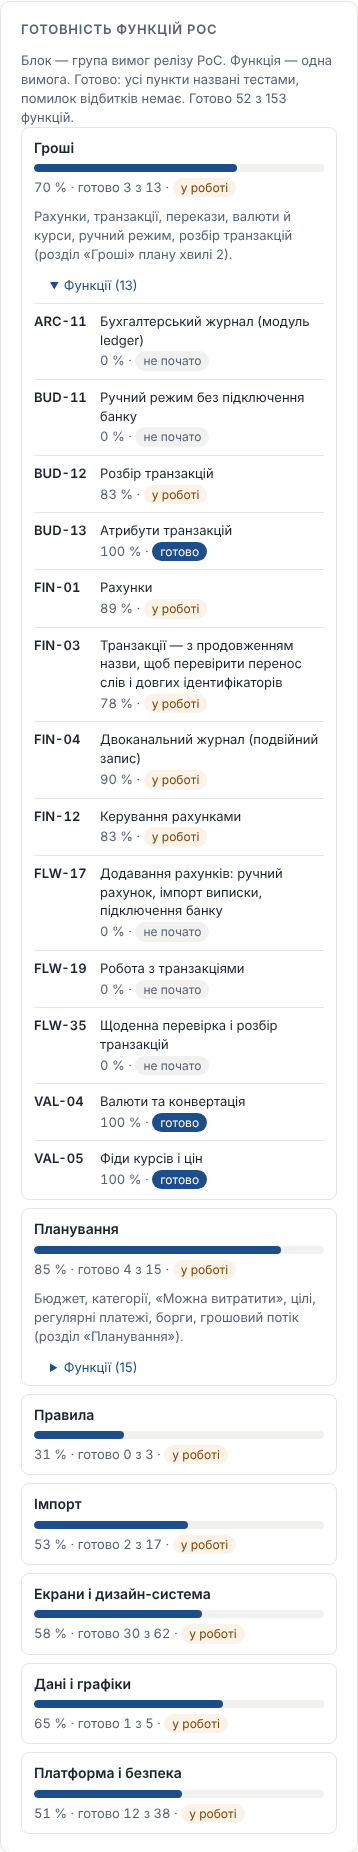 ГОТОВНІСТЬ ФУНКЦІЙ РОС
Блок — група вимог релізу PoC. Функція — одна
вимога. Готово: усі пункти названі тестами,
помилок відбитків немає. Готово 52 з 153
функцій.
Гроші
70 % · готово 3 з 13 · у роботі
Рахунки, транзакції, перекази, валюти й
курси, ручний режим, розбір транзакцій
(розділ «Гроші» плану хвилі 2).
▼ Функції (13)
ARC-11 Бухгалтерський журнал (модуль
ledger)
0 % · не почато
BUD-11 Ручний режим без підключення
банку
0 % · не почато
BUD-12 Розбір транзакцій
83 % · у роботі
BUD-13 Атрибути транзакцій
100 % · готово
FIN-01 Рахунки
89 % · у роботі
FIN-03 Транзакції — з продовженням
назви, щоб перевірити перенос
слів і довгих ідентифікаторів
78 % · у роботі
FIN-04 Двоканальний журнал (подвійний
запис)
90 % · у роботі
FIN-12 Керування рахунками
83 % · у роботі
FLW-17 Додавання рахунків: ручний
рахунок, імпорт виписки,
підключення банку
0 % · не почато
FLW-19 Робота з транзакціями
0 % · не почато
FLW-35 Щоденна перевірка і розбір
транзакцій
0 % · не почато
VAL-04 Валюти та конвертація
100 % · готово
VAL-05 Фіди курсів і цін
100 % · готово
Планування
85 % · готово 4 з 15 · у роботі
Бюджет, категорії, «Можна витратити», цілі,
регулярні платежі, борги, грошовий потік
(розділ «Планування»).
▶ Функції (15)
Правила
31 % · готово 0 з 3 · у роботі
Імпорт
53 % · готово 2 з 17 · у роботі
Екрани і дизайн-система
58 % · готово 30 з 62 · у роботі
Дані і графіки
65 % · готово 1 з 5 · у роботі
Платформа і безпека
51 % · готово 12 з 38 · у роботі